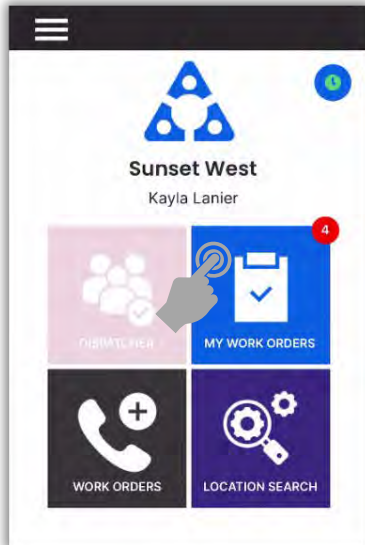 Sunset West
Kayla Lanier
4
DISPATCHER
MY WORK ORDERS
WORK ORDERS
LOCATION SEARCH